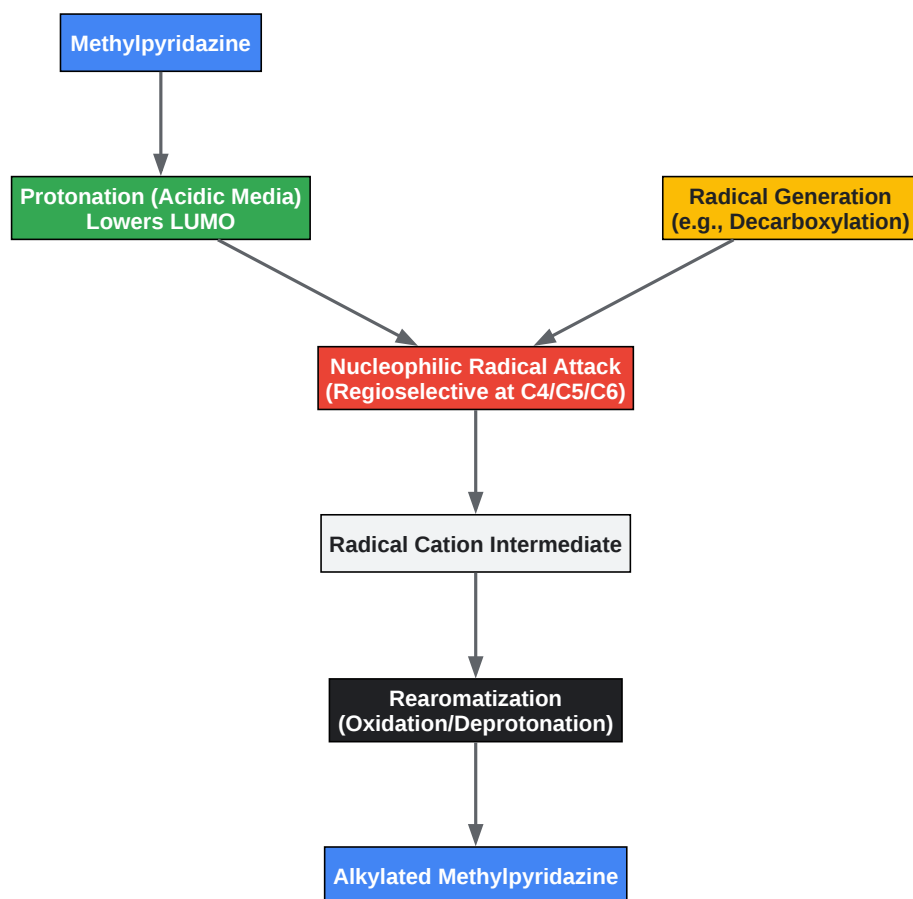 Methylpyridazine
Protonation (Acidic Media)
Lowers LUMO
Radical Generation
(e.g., Decarboxylation)
Nucleophilic Radical Attack
(Regioselective at C4/C5/C6)
Radical Cation Intermediate
Rearomatization
(Oxidation/Deprotonation)
Alkylated Methylpyridazine